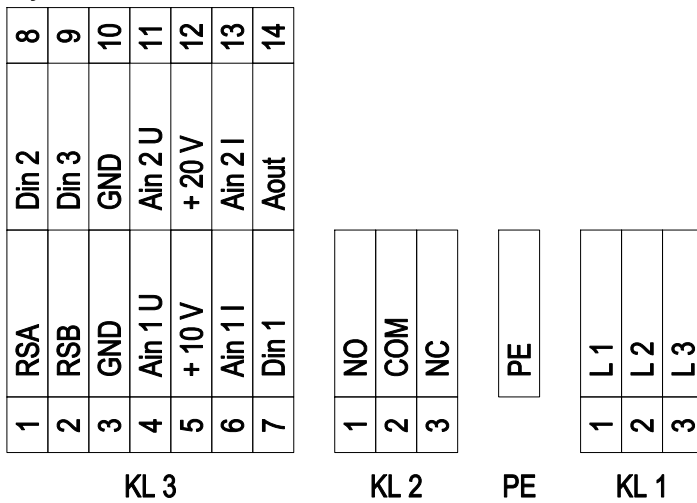 8 9 10 11 12 13 14
Din 2 Din 3 GND Ain 2 U + 20 V Ain 2 I Aout
RSA RSB GND Ain 1 U + 10 V Ain 1 I Din 1
1 2 3 4 5 6 7
KL 3
NO COM NC
1 2 3
KL 2
PE
PE
L 1 L 2 L 3
1 2 3
KL 1